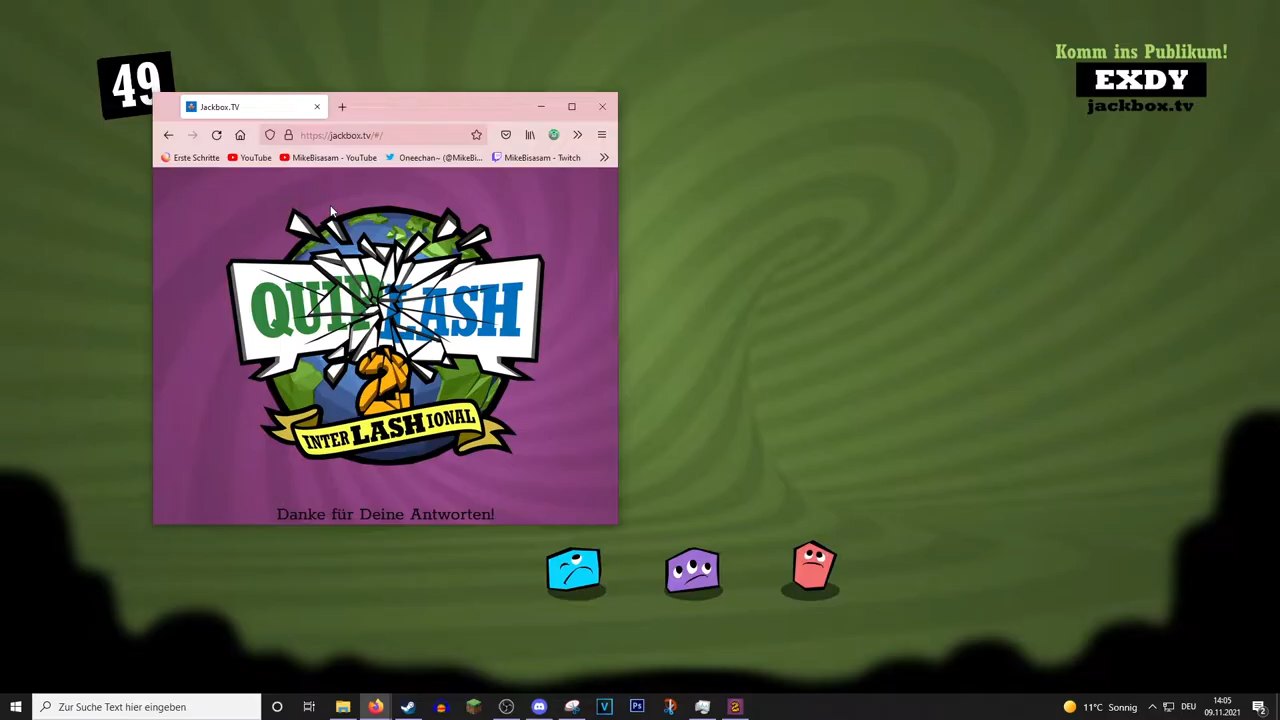 49
Komm ins Publikum!
EXDY
jackbox.tv
Jackbox.TV
https://jackbox.tv/#/
Erste Schritte
YouTube
MikeBisasam - YouTube
Oneechan~ (@MikeBi...
MikeBisasam - Twitch
QUIPLASH
2
INTERLASHIONAL
Danke für Deine Antworten!
Zur Suche Text hier eingeben
11°C Sonnig
DEU
14:05
09.11.2021
2